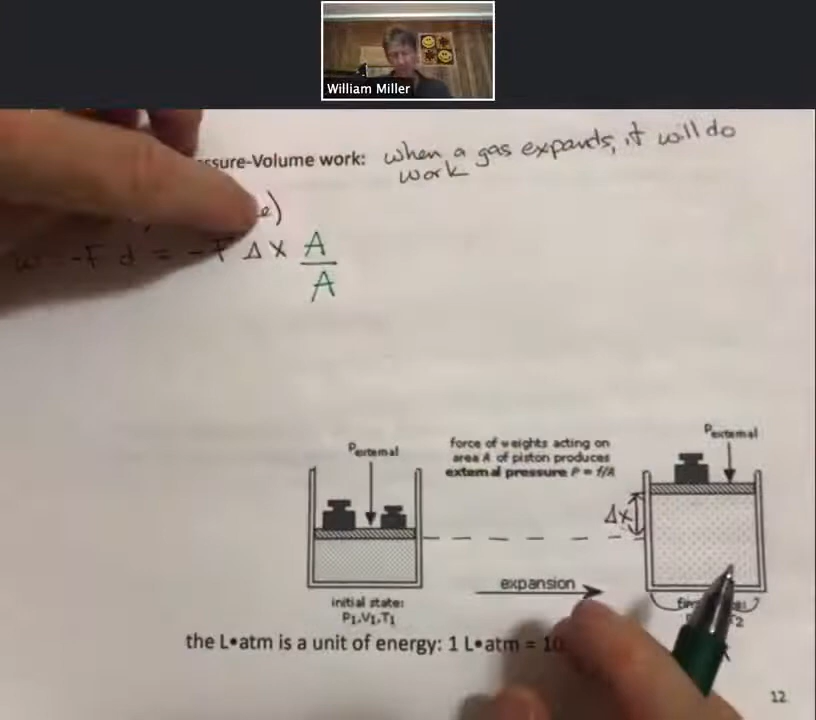 William Miller
ssure-Volume work: when a gas expands, it will do
work
e)
w = -F d = -F Δx A
A
Pexternal
force of weights acting on
area A of piston produces
external pressure P = f/A
Pexternal
Δx
expansion
initial state:
P1,V1,T1
the L•atm is a unit of energy: 1 L•atm = 10
12